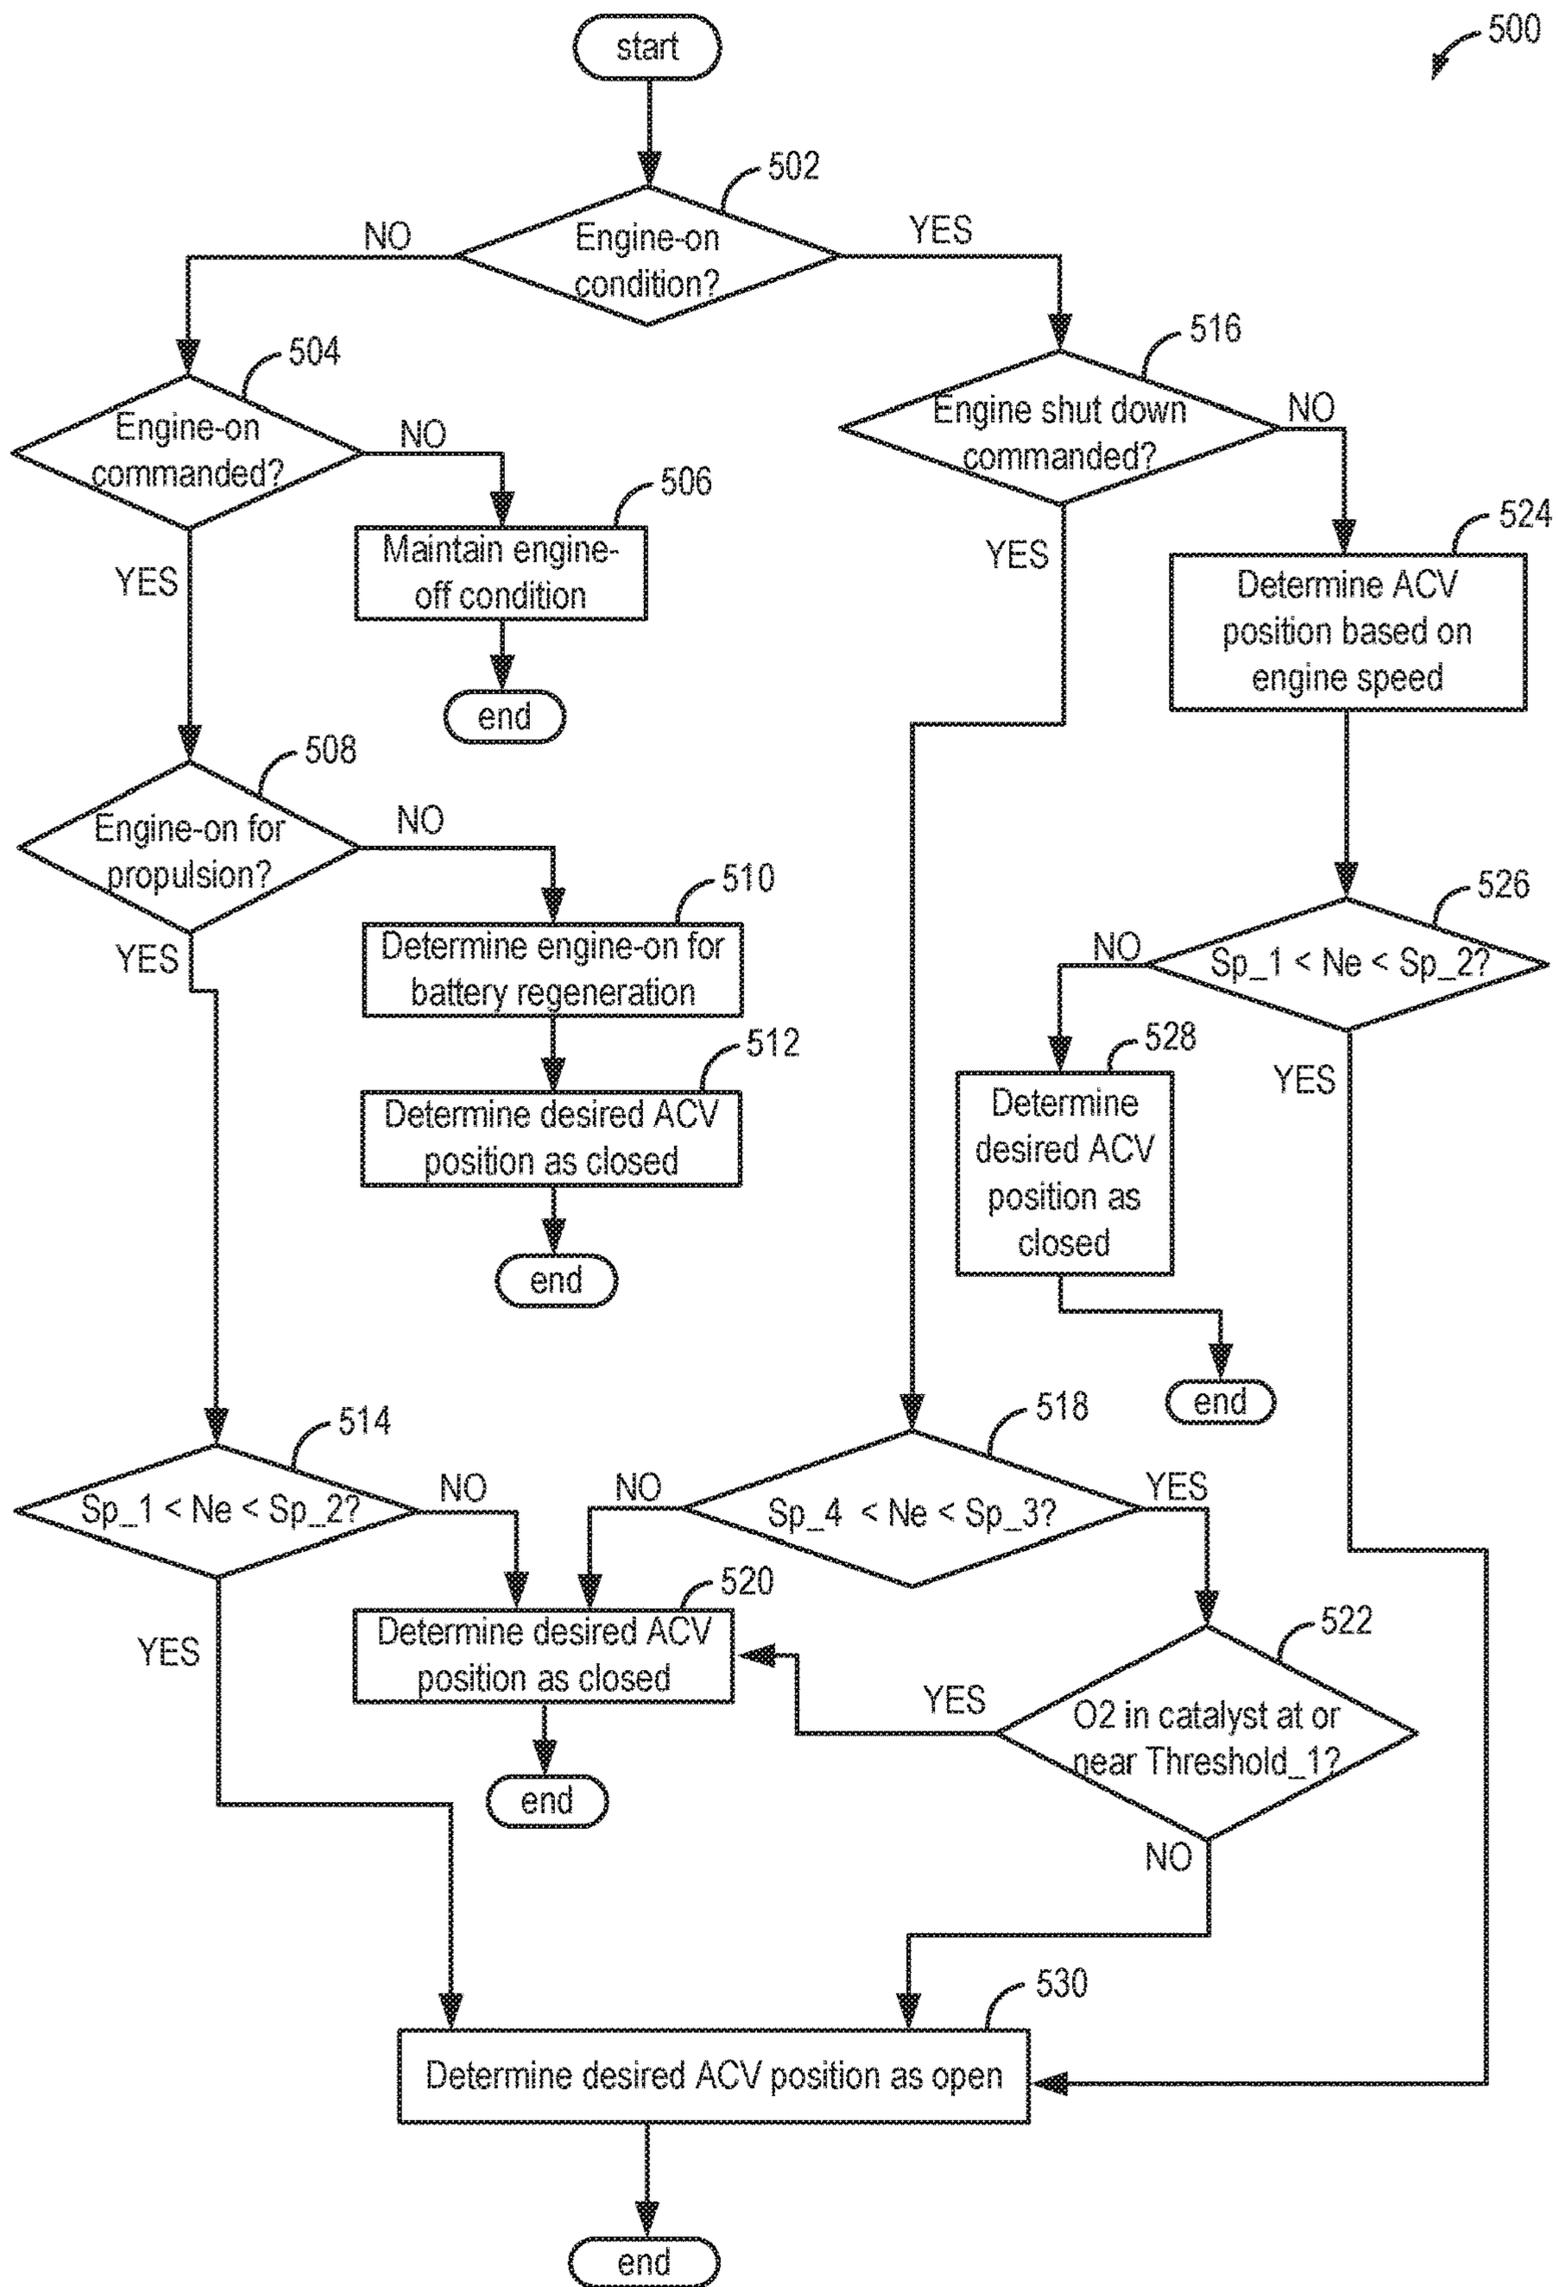 500
start
502
Engine-on
condition?
NO
YES
504
Engine-on
commanded?
NO
YES
506
Maintain engine-
off condition
end
516
Engine shut down
commanded?
NO
YES
524
Determine ACV
position based on
engine speed
508
Engine-on for
propulsion?
NO
YES
510
Determine engine-on for
battery regeneration
512
Determine desired ACV
position as closed
end
526
Sp_1 < Ne < Sp_2?
NO
YES
528
Determine
desired ACV
position as
closed
end
514
Sp_1 < Ne < Sp_2?
NO
YES
518
Sp_4 < Ne < Sp_3?
NO
YES
520
Determine desired ACV
position as closed
end
522
O2 in catalyst at or
near Threshold_1?
YES
NO
530
Determine desired ACV position as open
end